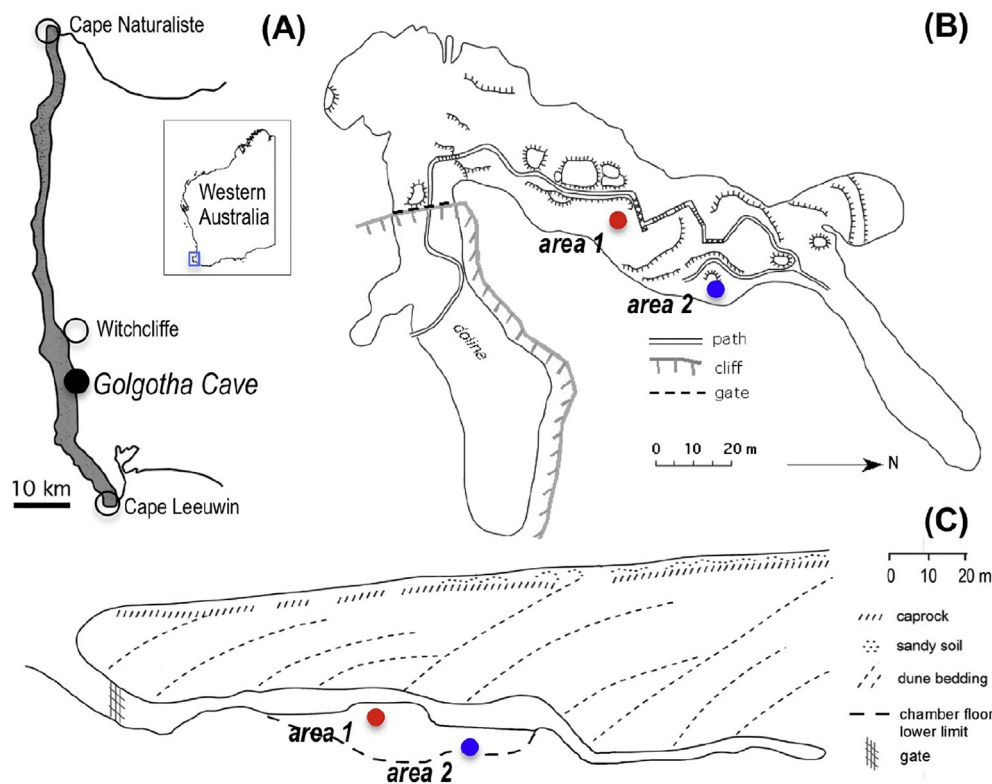 (A)
Cape Naturaliste
Western
Australia
Witchcliffe
Golgotha Cave
10 km
Cape Leeuwin
(B)
area 1
area 2
doline
path
cliff
gate
0 10 20 m
N
(C)
0 10 20 m
caprock
sandy soil
dune bedding
chamber floor
lower limit
gate
area 1
area 2